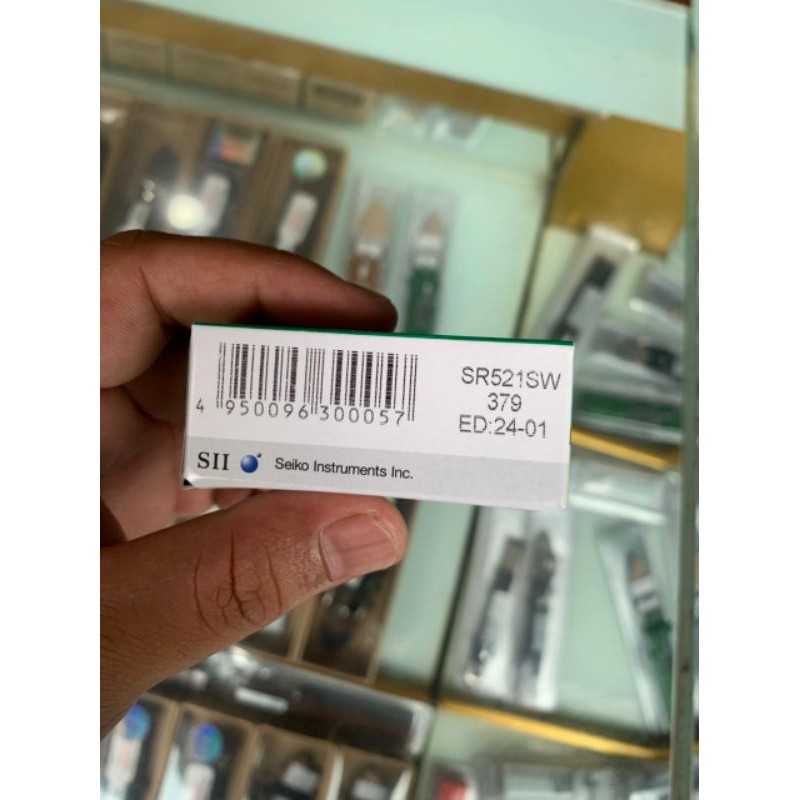 4 950096 300057
SR521SW
379
ED:24-01
SII Seiko Instruments Inc.